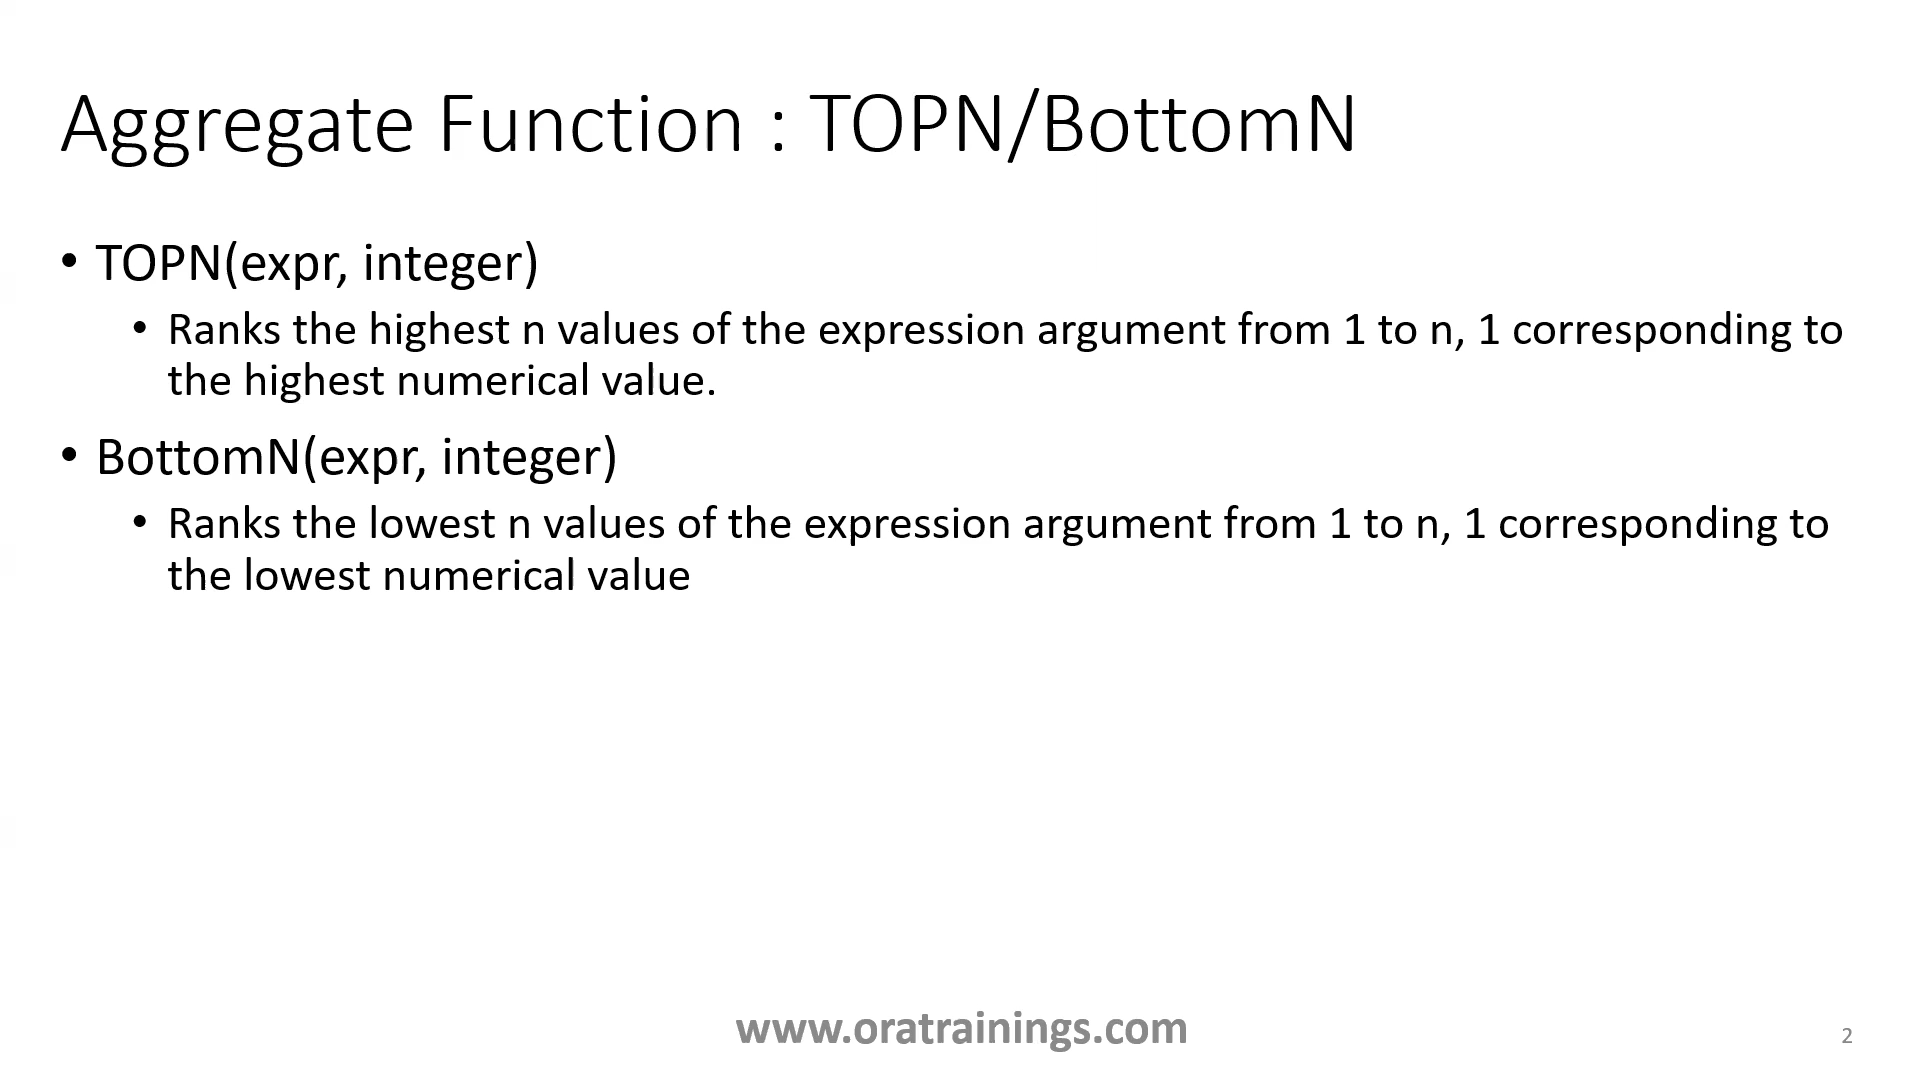 Aggregate Function : TOPN/BottomN
• TOPN(expr, integer)
• Ranks the highest n values of the expression argument from 1 to n, 1 corresponding to
the highest numerical value.
• BottomN(expr, integer)
• Ranks the lowest n values of the expression argument from 1 to n, 1 corresponding to
the lowest numerical value
www.oratrainings.com
2